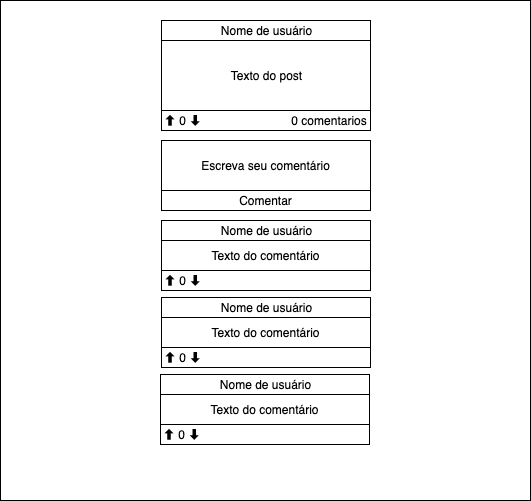 Nome de usuário
Texto do post
0
0 comentarios
Escreva seu comentário
Comentar
Nome de usuário
Texto do comentário
0
Nome de usuário
Texto do comentário
0
Nome de usuário
Texto do comentário
0